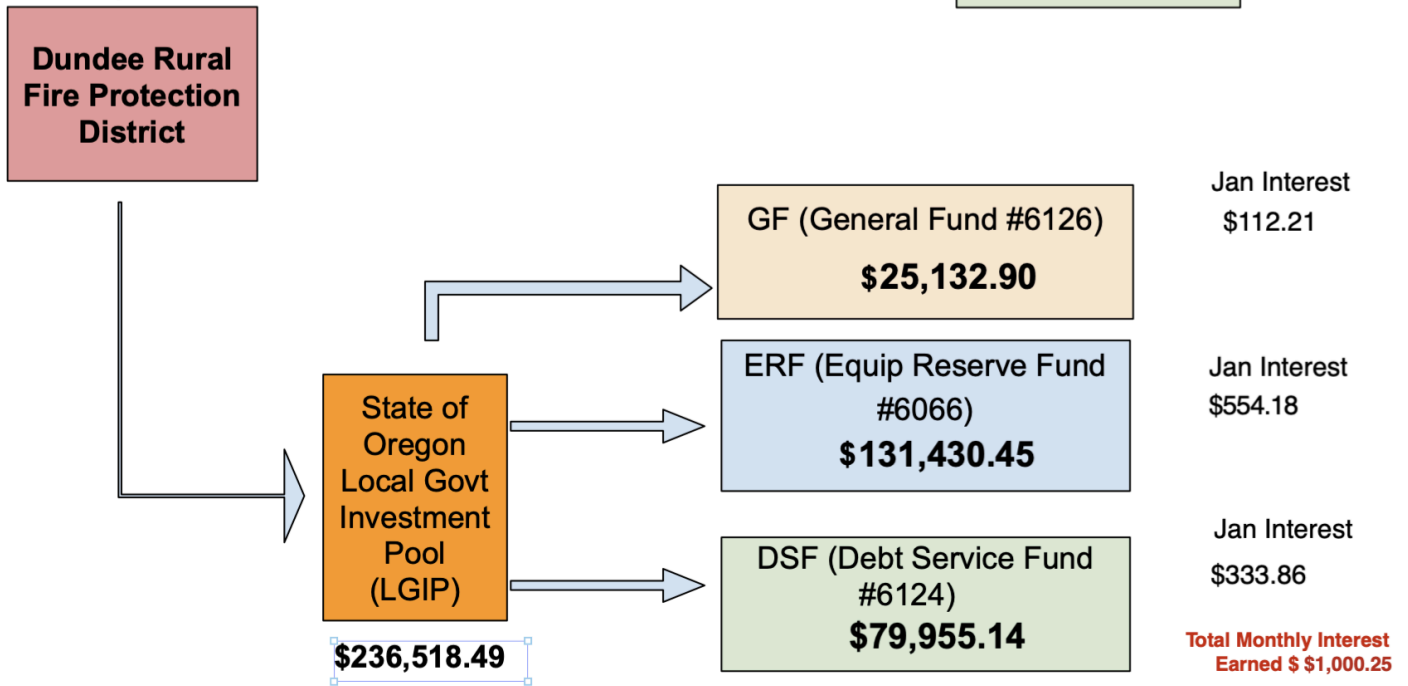 Dundee Rural
Fire Protection
District
Jan Interest
$112.21
GF (General Fund #6126)
$25,132.90
ERF (Equip Reserve Fund
#6066)
$131,430.45
Jan Interest
$554.18
State of
Oregon
Local Govt
Investment
Pool
(LGIP)
$236,518.49
DSF (Debt Service Fund
#6124)
$79,955.14
Jan Interest
$333.86
Total Monthly Interest
Earned $ $1,000.25